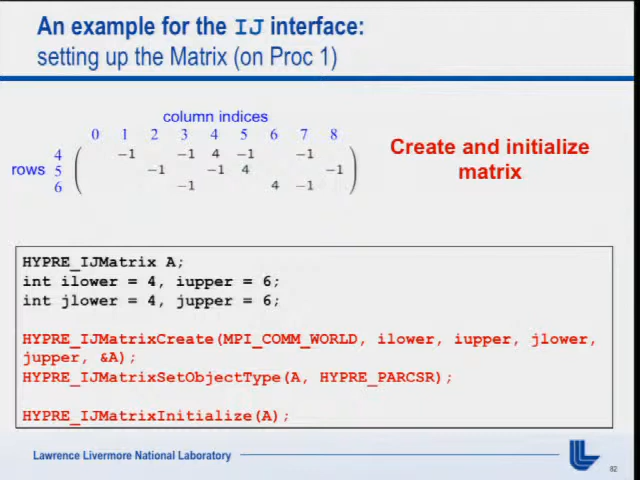 An example for the IJ interface:
setting up the Matrix (on Proc 1)
column indices
0 1 2 3 4 5 6 7 8
4 -1 -1 4 -1 -1
rows 5 -1 -1 4 -1
6 -1 4 -1
Create and initialize
matrix
HYPRE_IJMatrix A;
int ilower = 4, iupper = 6;
int jlower = 4, jupper = 6;
HYPRE_IJMatrixCreate(MPI_COMM_WORLD, ilower, iupper, jlower,
jupper, &A);
HYPRE_IJMatrixSetObjectType(A, HYPRE_PARCSR);
HYPRE_IJMatrixInitialize(A);
Lawrence Livermore National Laboratory
82